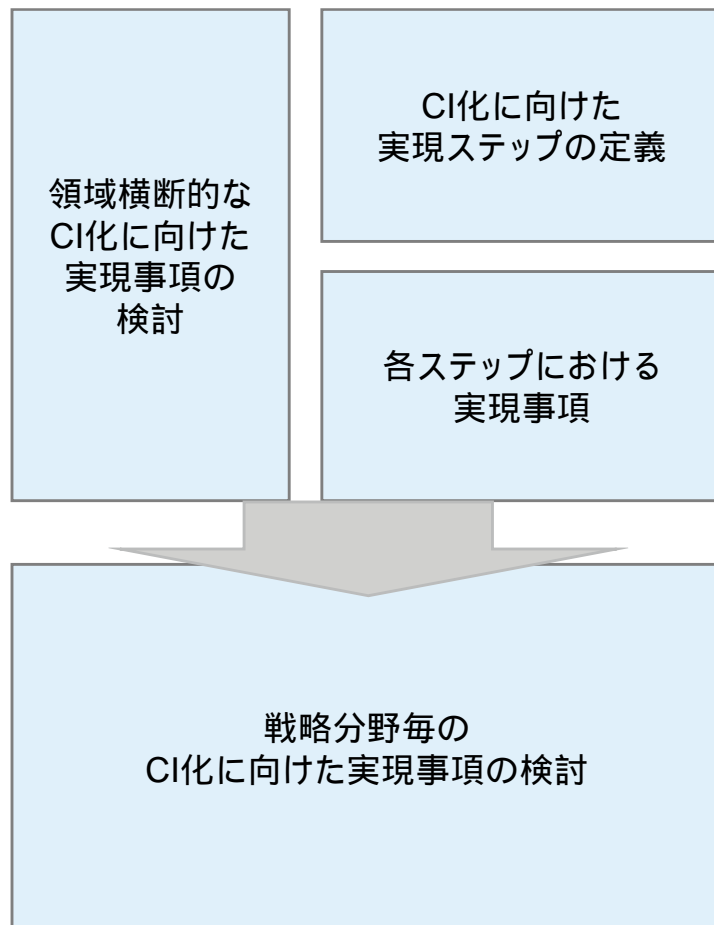 領域横断的な
CI化に向けた
実現事項の
検討
CI化に向けた
実現ステップの定義
各ステップにおける
実現事項
戦略分野毎の
CI化に向けた実現事項の検討